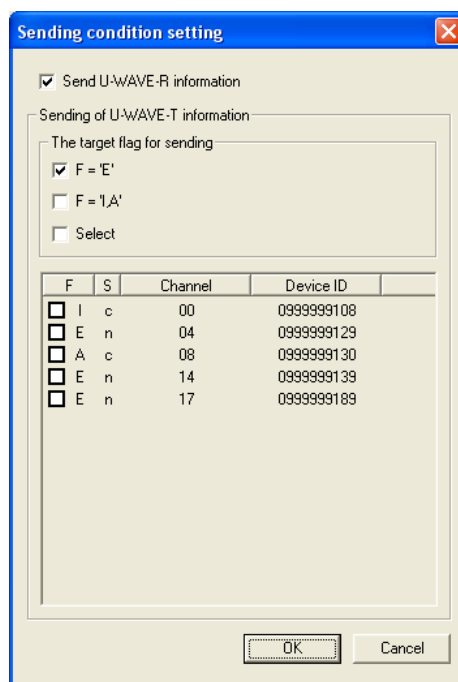 Sending condition setting
Send U-WAVE-R information
Sending of U-WAVE-T information
The target flag for sending
F = 'E'
F = 'I,A'
Select
F S Channel Device ID
I c 00 0999999108
E n 04 0999999129
A c 08 0999999130
E n 14 0999999139
E n 17 0999999189
OK Cancel